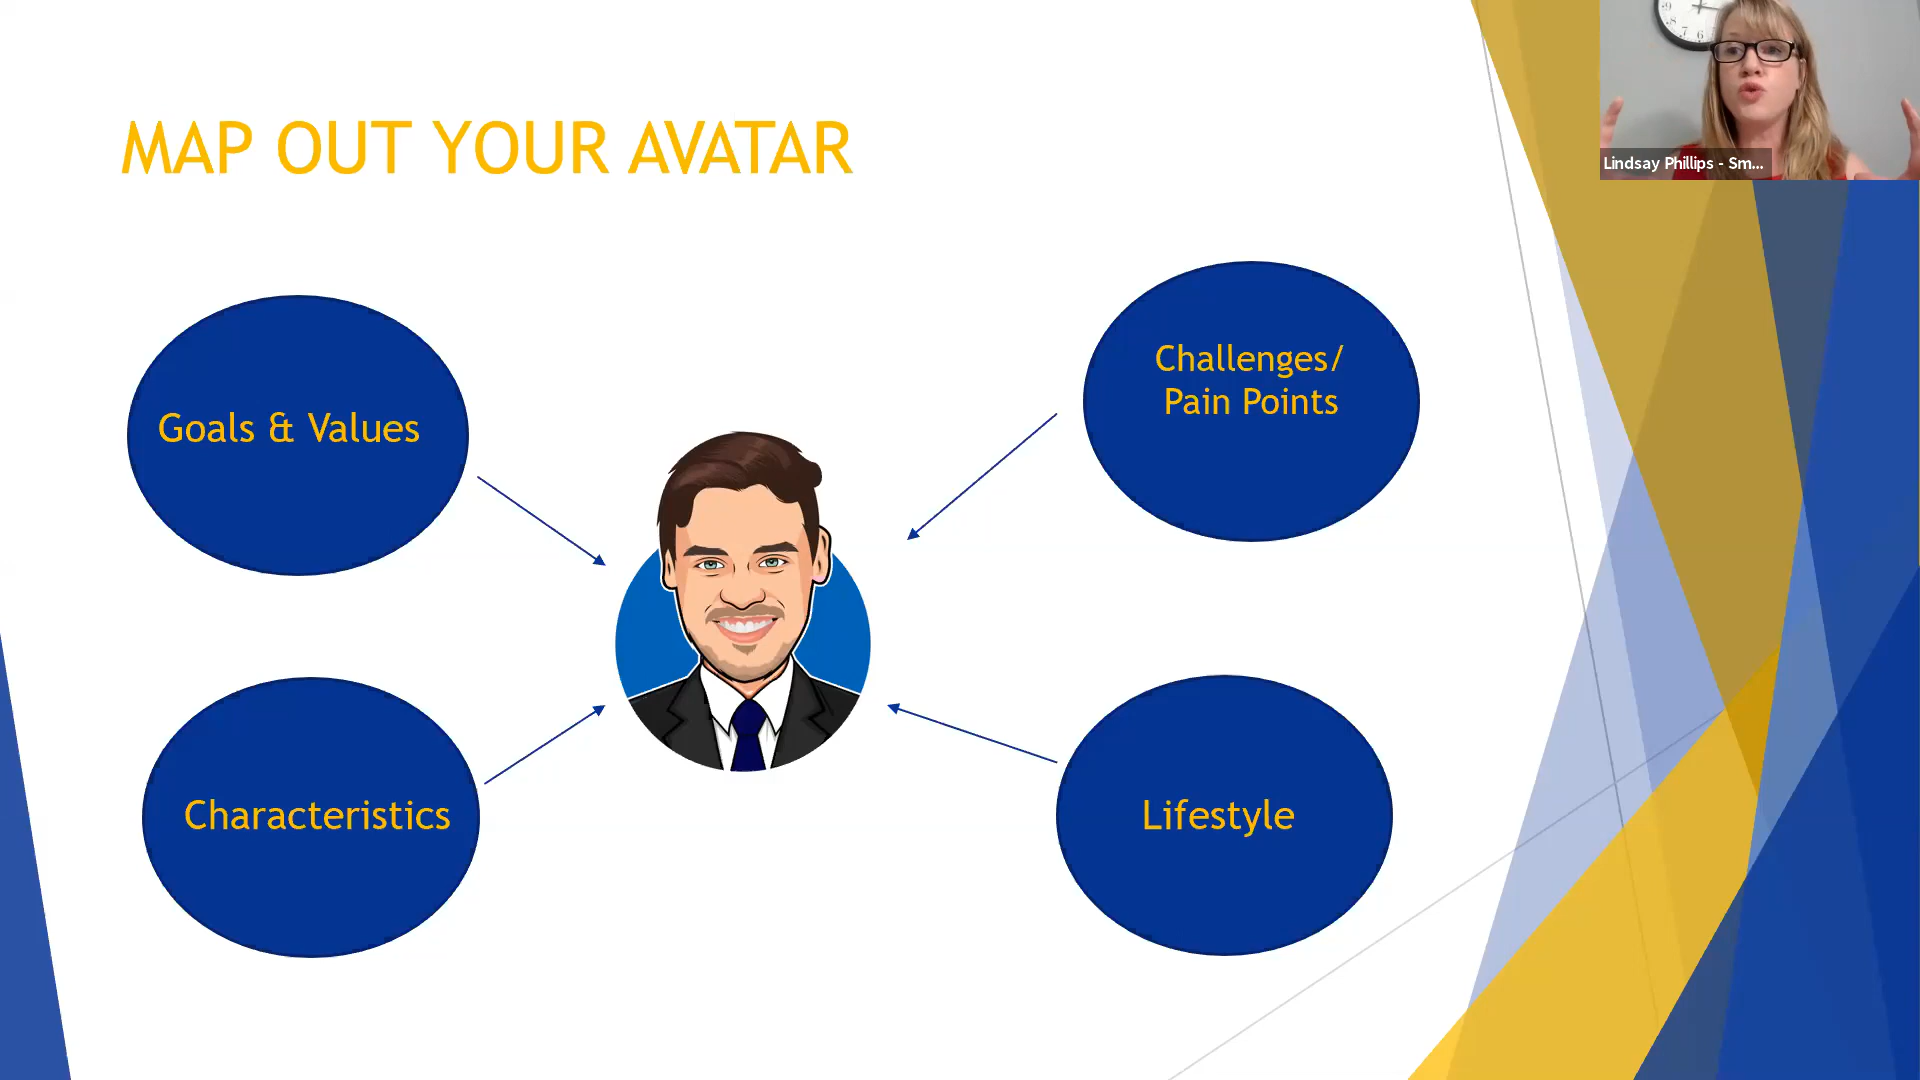 MAP OUT YOUR AVATAR
Lindsay Phillips - Sm...
Goals & Values
Challenges/
Pain Points
Characteristics
Lifestyle